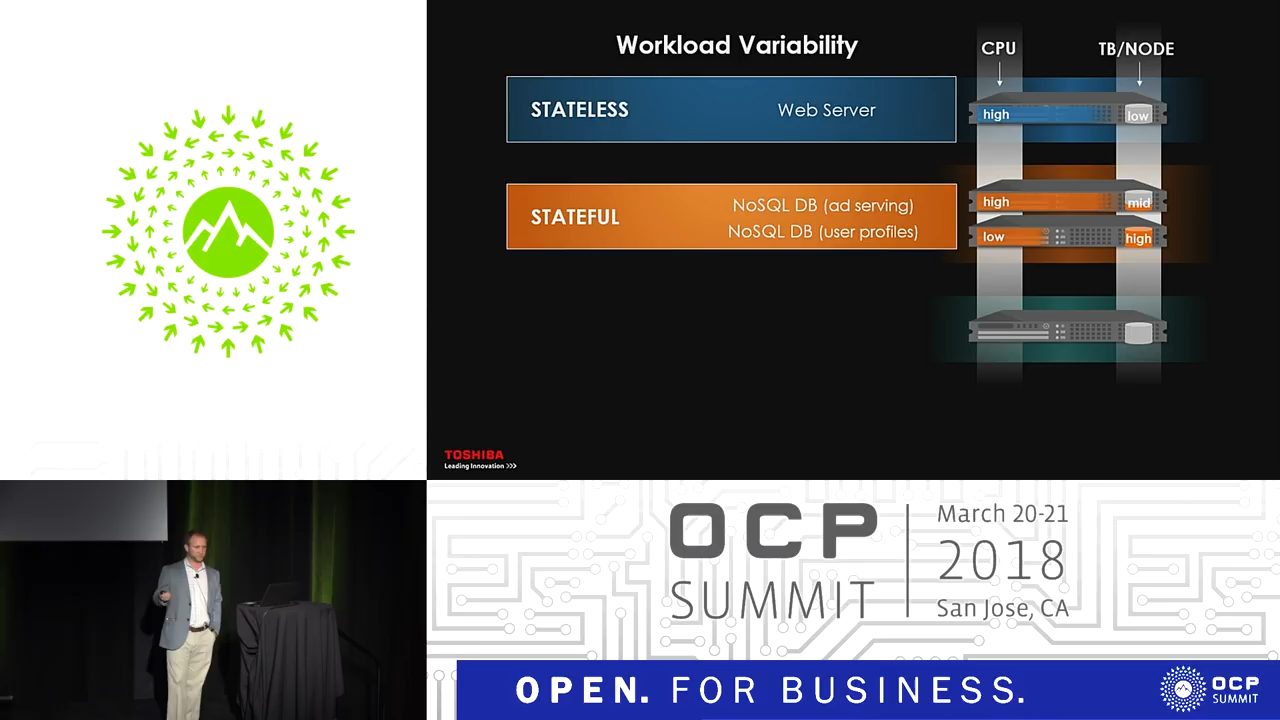 Workload Variability
CPU
TB/NODE
STATELESS
Web Server
high
low
STATEFUL
NoSQL DB (ad serving)
NoSQL DB (user profiles)
high
mid
low
high
TOSHIBA
Leading Innovation >>>
OCP
SUMMIT
March 20-21
2018
San Jose, CA
OPEN. FOR BUSINESS.
OCP
SUMMIT